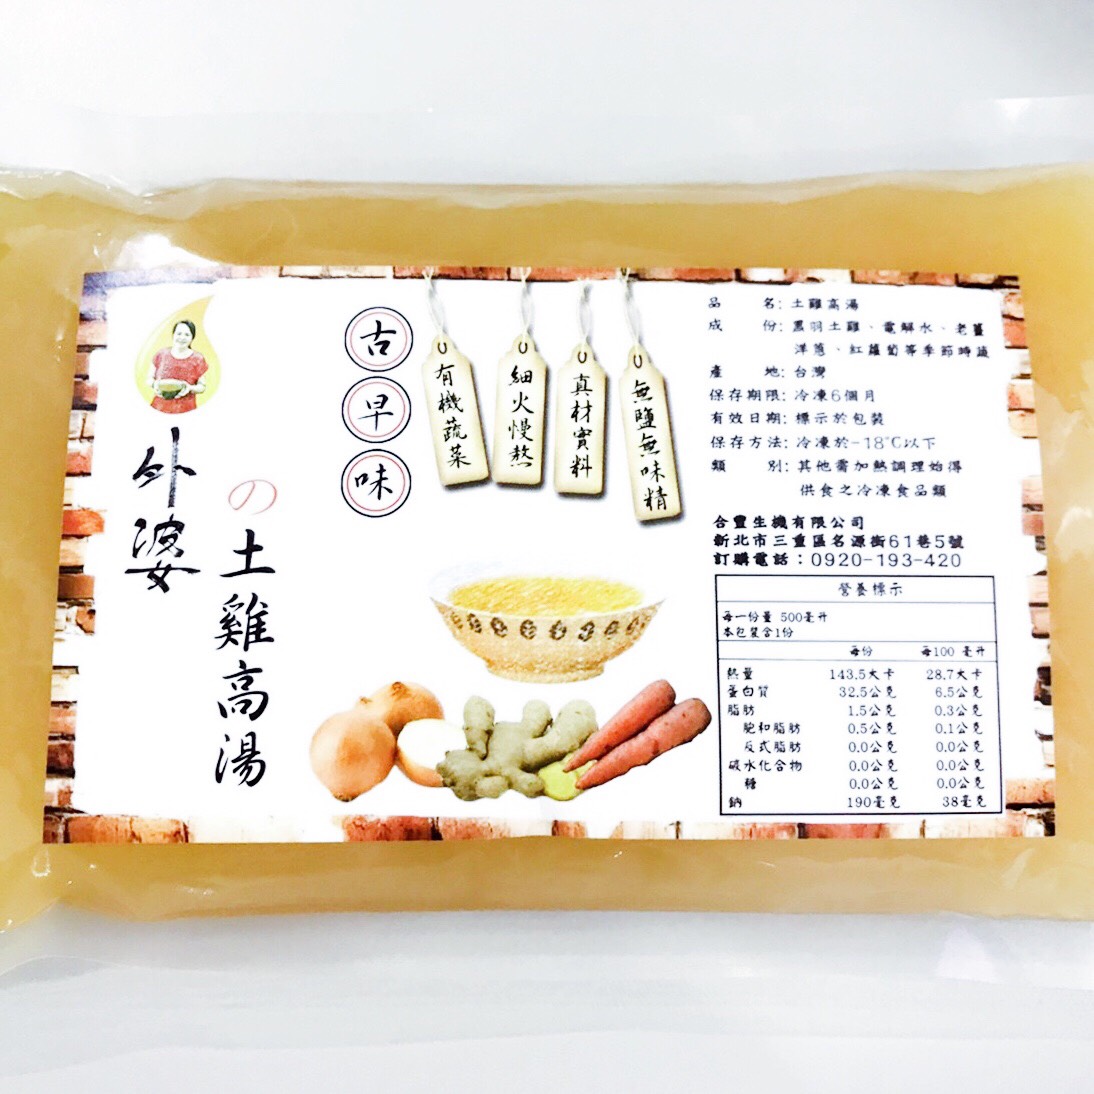 外婆
の土雞高湯
古早味
有機蔬菜
細火慢熬
真材實料
無鹽無味精
品　　名: 土雞高湯
成　　份: 黑羽土雞、電解水、老薑
洋蔥、紅蘿蔔等季節時蔬
產　　地: 台灣
保存期限: 冷凍6個月
有效日期: 標示於包裝
保存方法: 冷凍於-18℃以下
類　　別: 其他需加熱調理始得
供食之冷凍食品類
合豐生機有限公司
新北市三重區名源街61巷5號
訂購電話：0920-193-420
營養標示
每一份量 500毫升
本包裝含1份
每份 每100 毫升
熱量 143.5大卡 28.7大卡
蛋白質 32.5公克 6.5公克
脂肪 1.5公克 0.3公克
飽和脂肪 0.5公克 0.1公克
反式脂肪 0.0公克 0.0公克
碳水化合物 0.0公克 0.0公克
糖 0.0公克 0.0公克
鈉 190毫克 38毫克